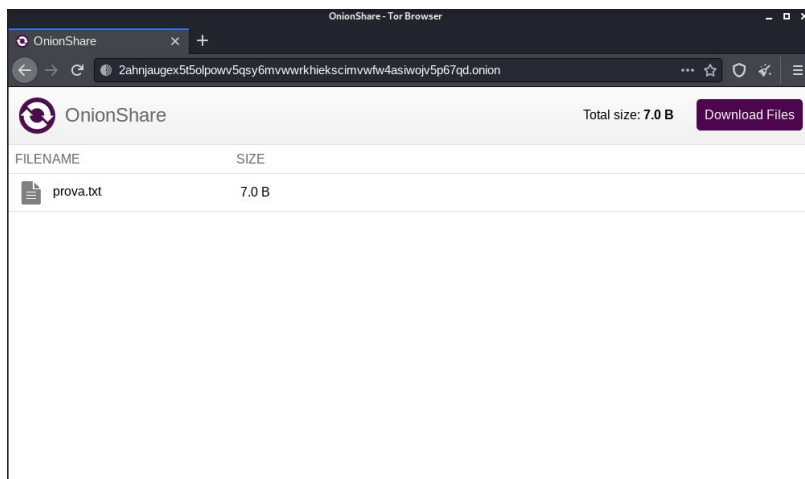 OnionShare - Tor Browser
OnionShare
2ahnjaugex5t5olpowv5qsy6mvwwrkhiekscimvwfw4asiwojv5p67qd.onion
OnionShare Total size: 7.0 B Download Files
FILENAME SIZE
prova.txt 7.0 B